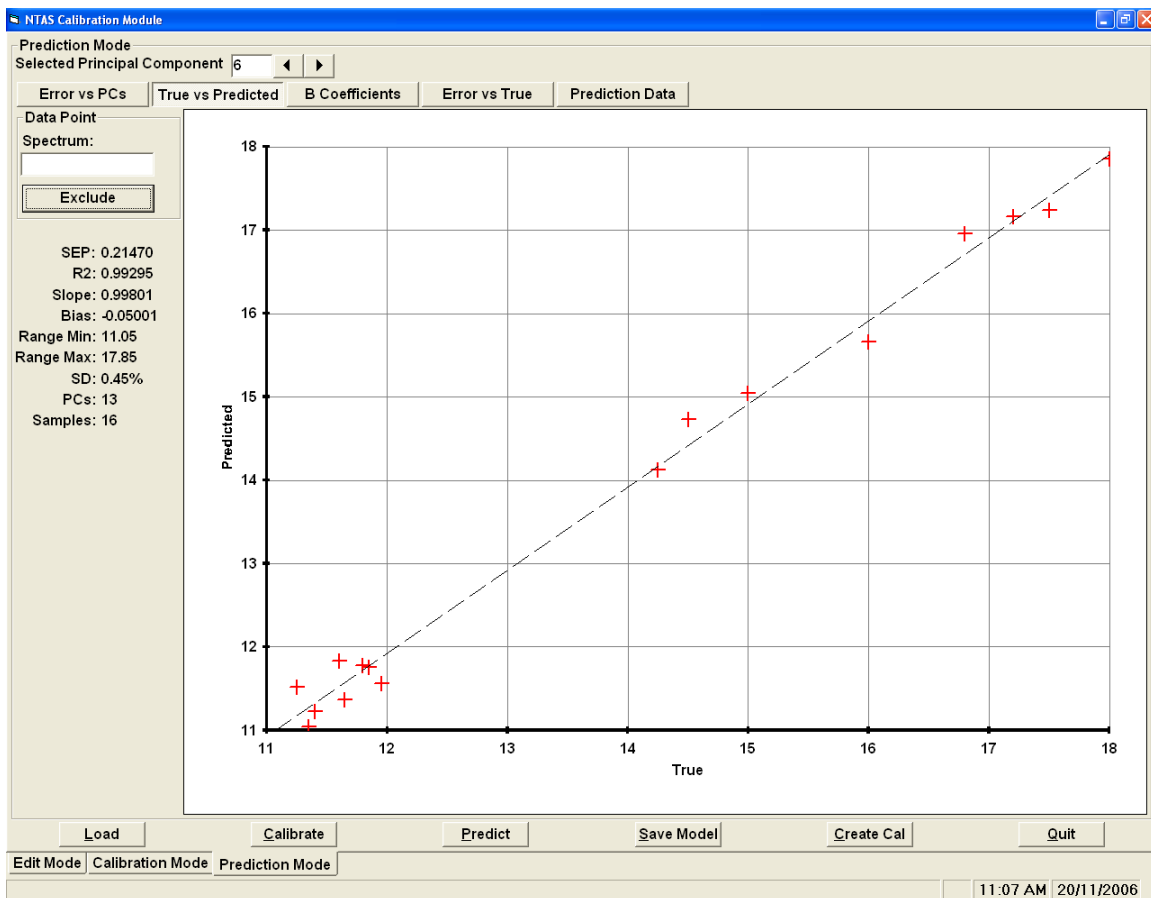 NTAS Calibration Module
Prediction Mode
Selected Principal Component 6
Error vs PCs True vs Predicted B Coefficients Error vs True Prediction Data
Data Point
Spectrum:
Exclude
SEP: 0.21470
R2: 0.99295
Slope: 0.99801
Bias: -0.05001
Range Min: 11.05
Range Max: 17.85
SD: 0.45%
PCs: 13
Samples: 16
18
17
16
15
14
13
12
11
Predicted
11 12 13 14 15 16 17 18
True
Load Calibrate Predict Save Model Create Cal Quit
Edit Mode Calibration Mode Prediction Mode
11:07 AM 20/11/2006